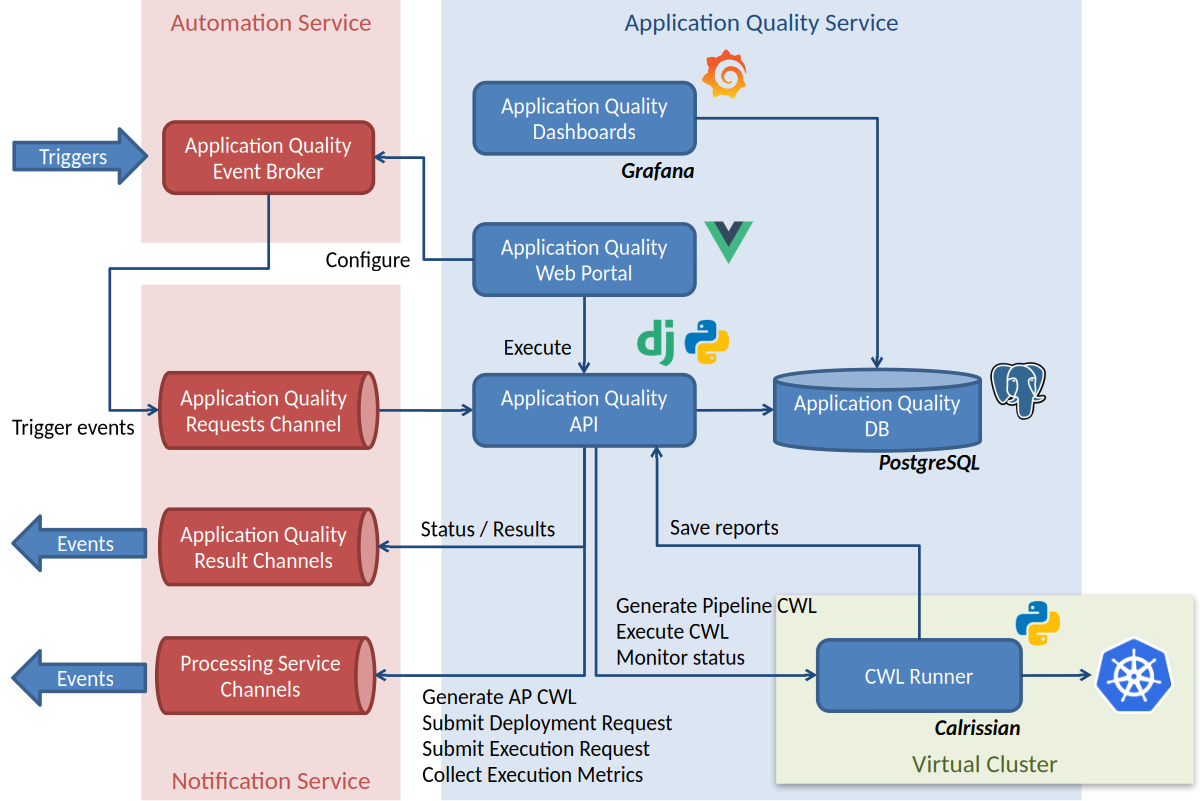 Automation Service
Application Quality Service
Application Quality
Dashboards
Grafana
Triggers
Application Quality
Event Broker
Configure
Application Quality
Web Portal
Execute
dj
Trigger events
Application Quality
Requests Channel
Application Quality
API
Application Quality
DB
PostgreSQL
Events
Application Quality
Result Channels
Status / Results
Save reports
Generate Pipeline CWL
Execute CWL
Monitor status
Events
Processing Service
Channels
CWL Runner
Calrissian
Generate AP CWL
Submit Deployment Request
Submit Execution Request
Collect Execution Metrics
Notification Service
Virtual Cluster